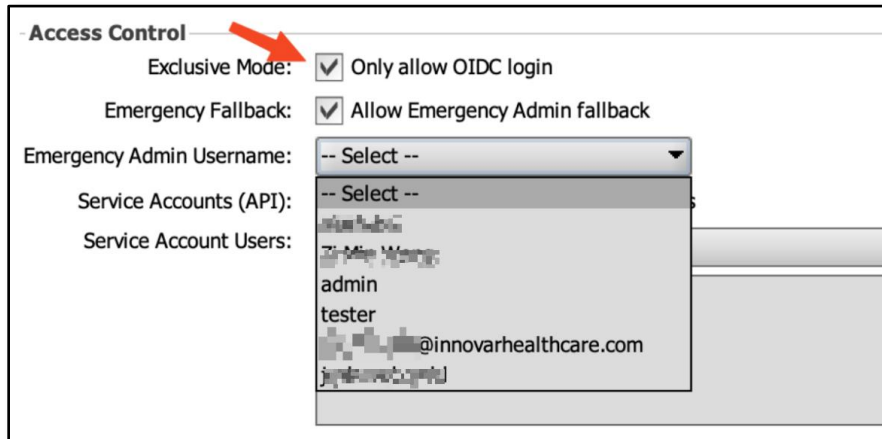 Access Control
Exclusive Mode: Only allow OIDC login
Emergency Fallback: Allow Emergency Admin fallback
Emergency Admin Username: -- Select --
-- Select --
Service Accounts (API): s
Service Account Users:
admin
tester
@innovarhealthcare.com